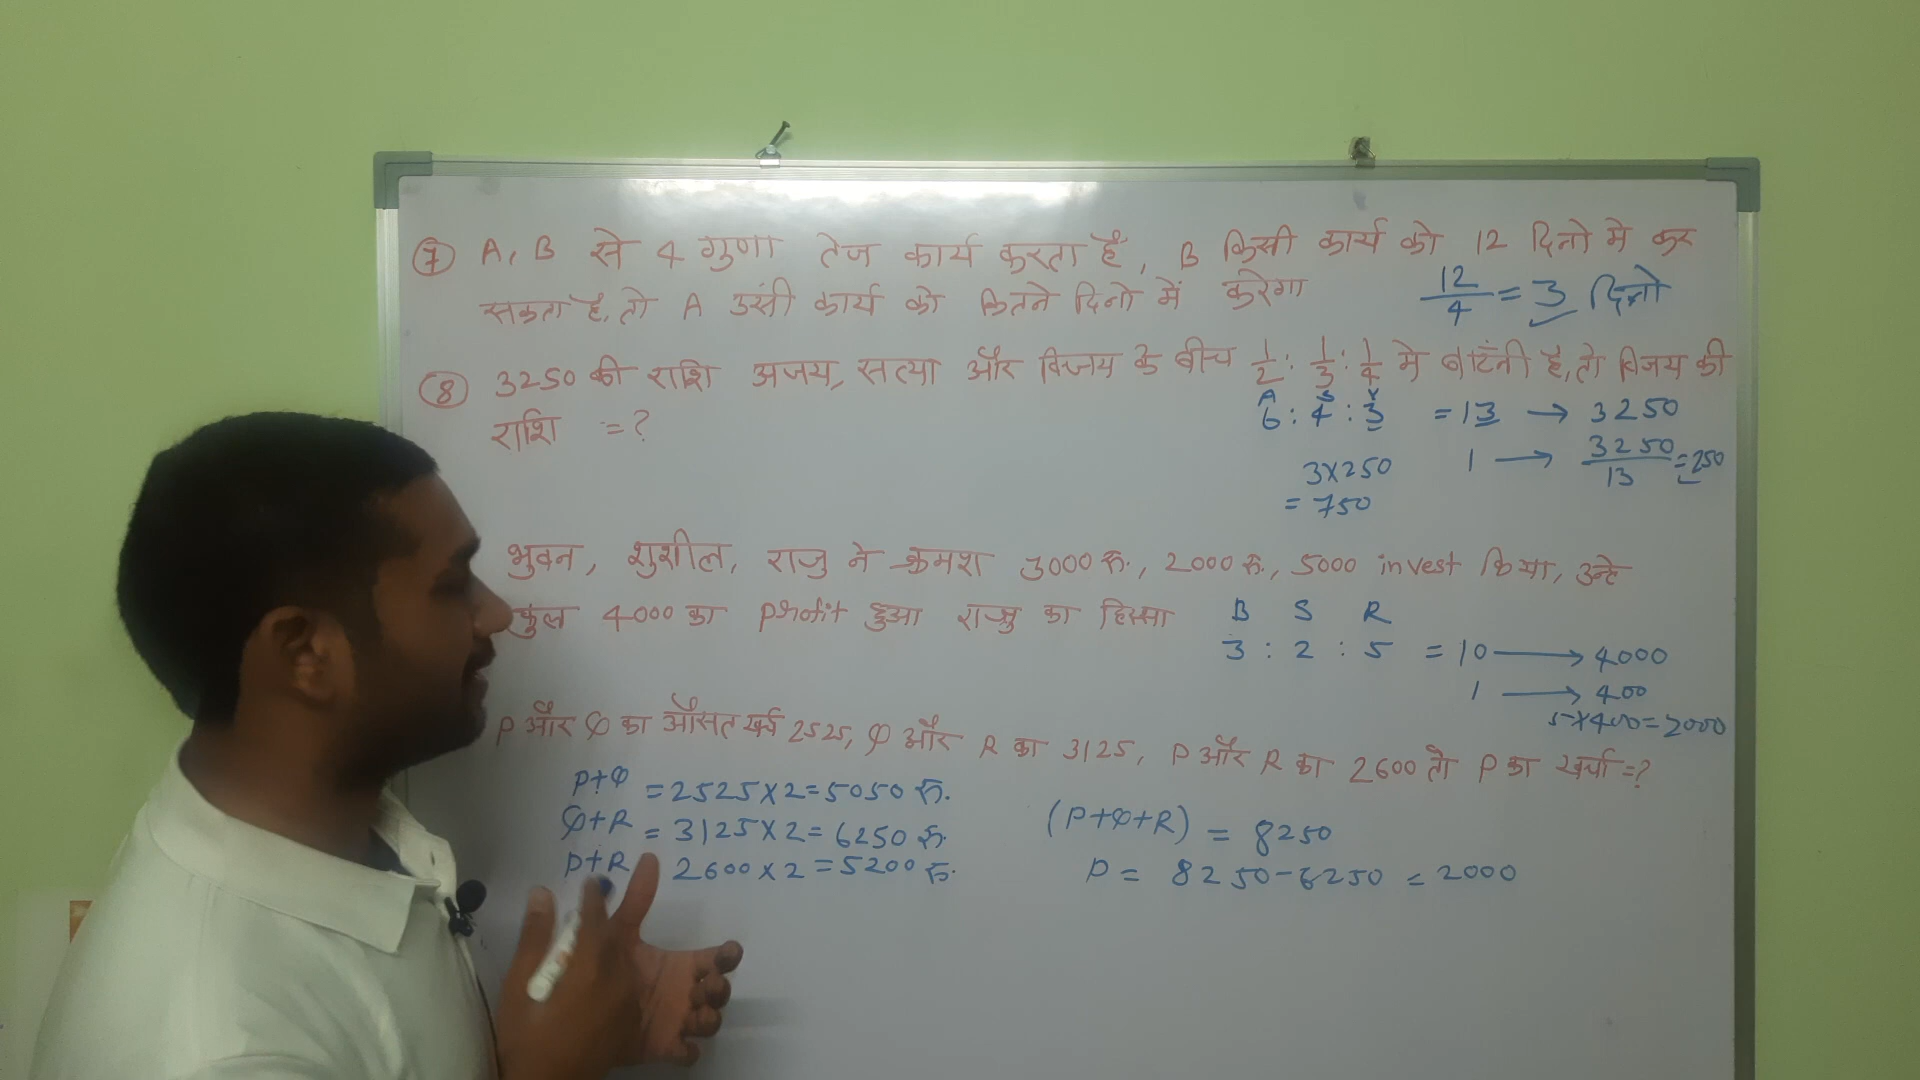 ⑦ A, B से 4 गुणा तेज कार्य करता है, B किसी कार्य को 12 दिनो मे कर
सकता है, तो A उसी कार्य को कितने दिनो में करेगा
12/4 = 3 दिनो
⑧ 3250 की राशि अजय, सत्या और विजय के बीच 1/2 : 1/3 : 1/4 मे बांटनी है, तो विजय की
राशि = ?
A S V
6 : 4 : 3 = 13 → 3250
1 → 3250/13 = 250
3×250
= 750
भुवन, सुशील, राजु ने क्रमश 3000 रु., 2000 रु., 5000 invest किया, उन्हे
कुल 4000 का profit हुआ राजु का हिस्सा
B S R
3 : 2 : 5 = 10 → 4000
1 → 400
5×400=2000
P और Q का औसत खर्च 2525, Q और R का 3125, P और R का 2600 तो P का खर्चा =?
P+Q = 2525×2=5050 रु.
Q+R = 3125×2= 6250 रु.
P+R 2600×2=5200 रु.
(P+Q+R) = 8250
P = 8250-6250 = 2000